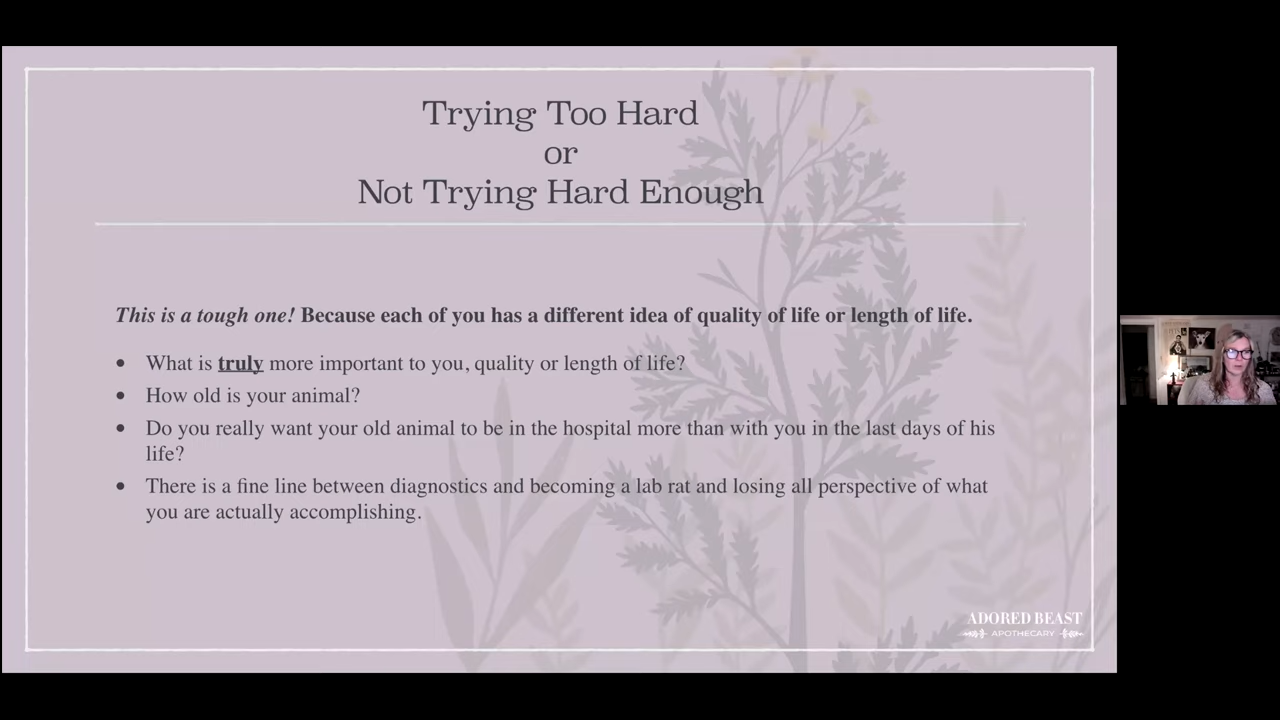 Trying Too Hard
or
Not Trying Hard Enough
This is a tough one! Because each of you has a different idea of quality of life or length of life.
• What is truly more important to you, quality or length of life?
• How old is your animal?
• Do you really want your old animal to be in the hospital more than with you in the last days of his
life?
• There is a fine line between diagnostics and becoming a lab rat and losing all perspective of what
you are actually accomplishing.
ADORED BEAST
APOTHECARY